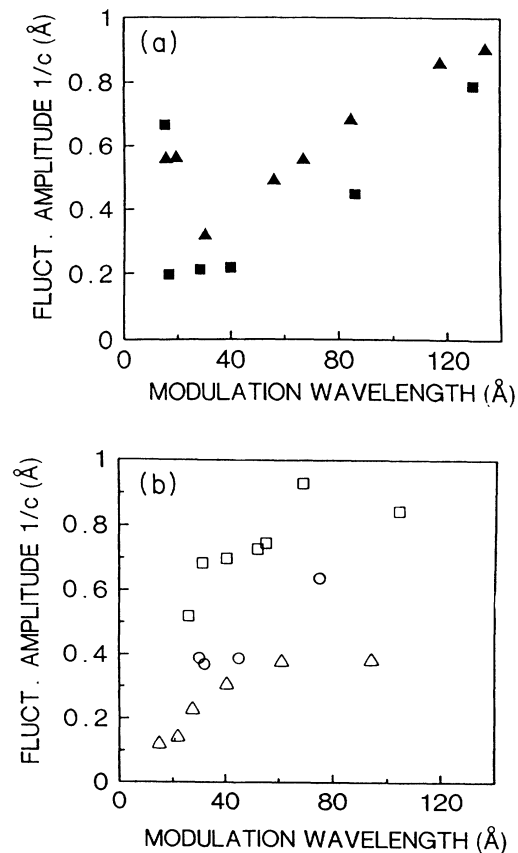 (a)
1
0.8
0.6
0.4
0.2
0
FLUCT. AMPLITUDE 1/c (Å)
0 40 80 120
MODULATION WAVELENGTH (Å)
(b)
1
0.8
0.6
0.4
0.2
0
FLUCT. AMPLITUDE 1/c (Å)
0 40 80 120
MODULATION WAVELENGTH (Å)